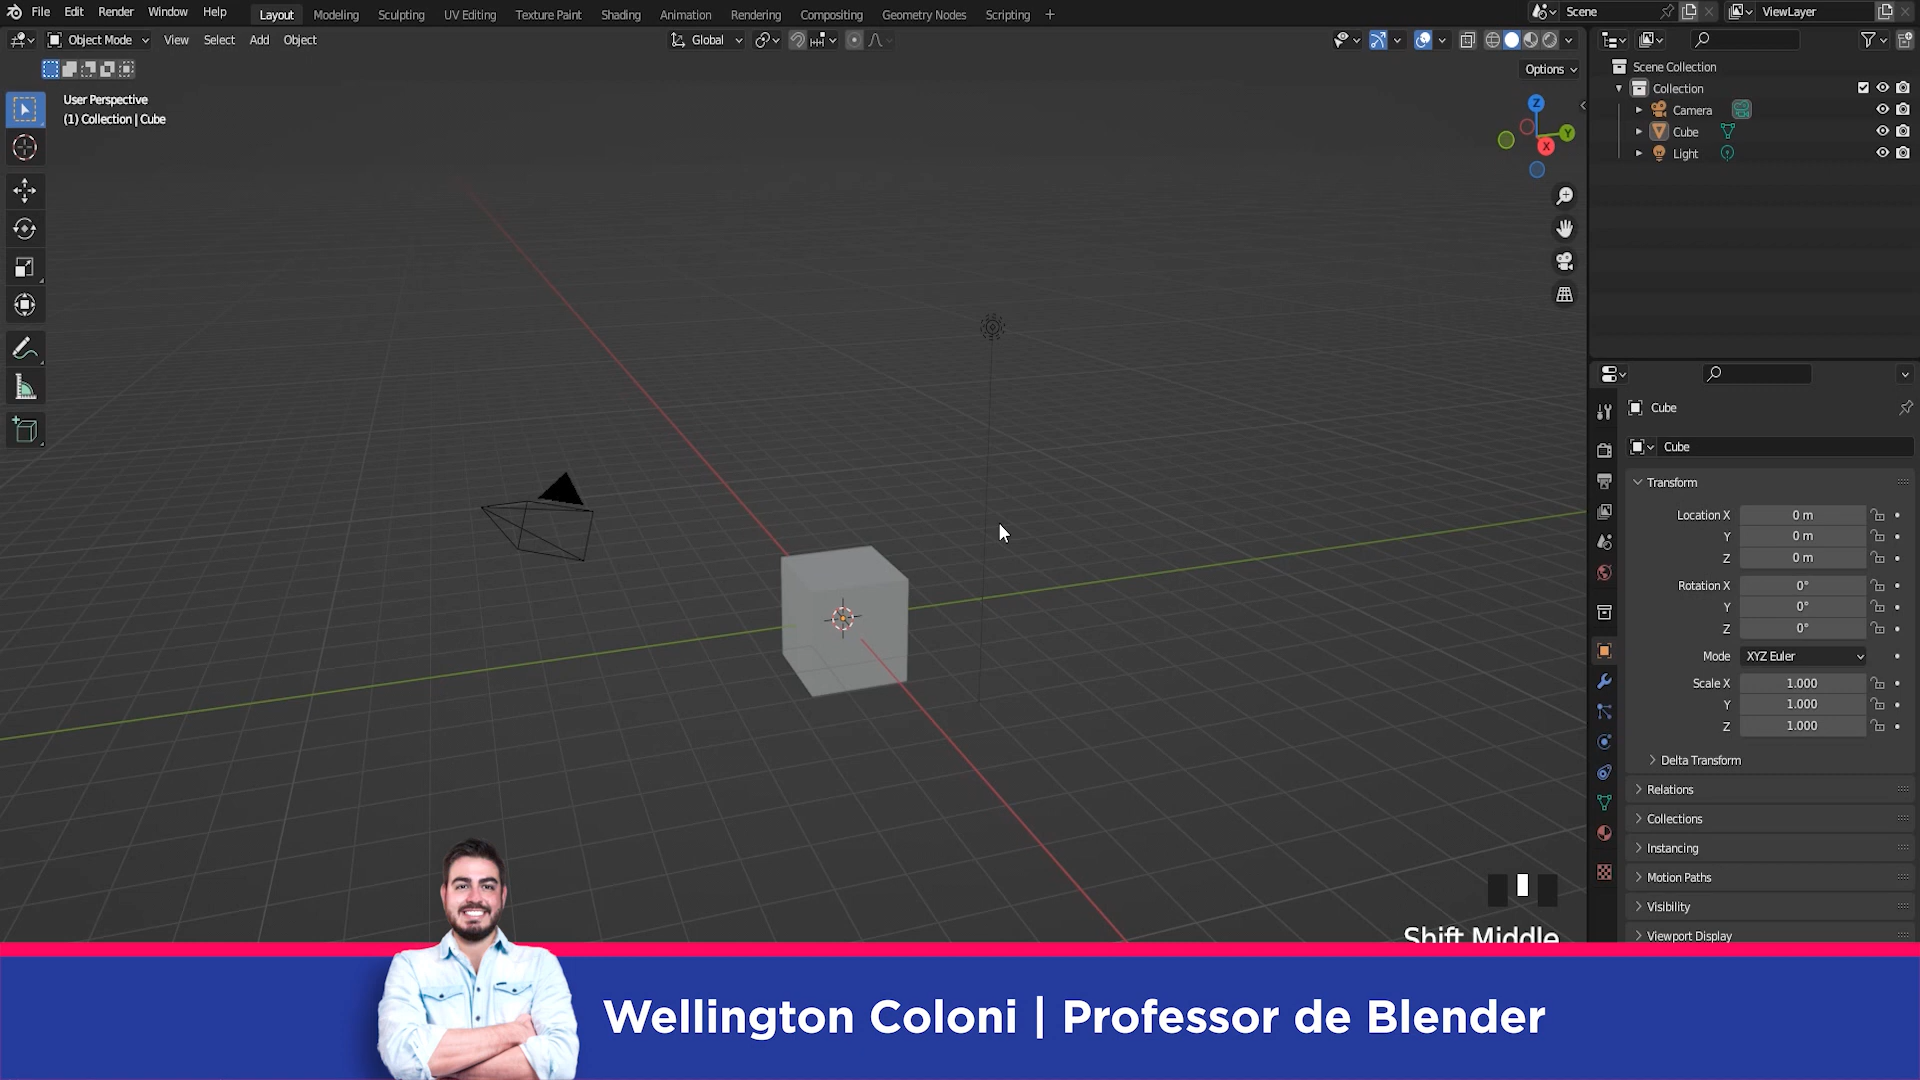 File Edit Render Window Help Layout Modeling Sculpting UV Editing Texture Paint Shading Animation Rendering Compositing Geometry Nodes Scripting + Scene ViewLayer
Object Mode View Select Add Object Global
Options
User Perspective
(1) Collection | Cube
Z
Y
X
Scene Collection
Collection
Camera
Cube
Light
Cube
Cube
Transform
Location X 0 m
Y 0 m
Z 0 m
Rotation X 0°
Y 0°
Z 0°
Mode XYZ Euler
Scale X 1.000
Y 1.000
Z 1.000
Delta Transform
Relations
Collections
Instancing
Motion Paths
Visibility
Viewport Display
Shift Middle
Wellington Coloni | Professor de Blender